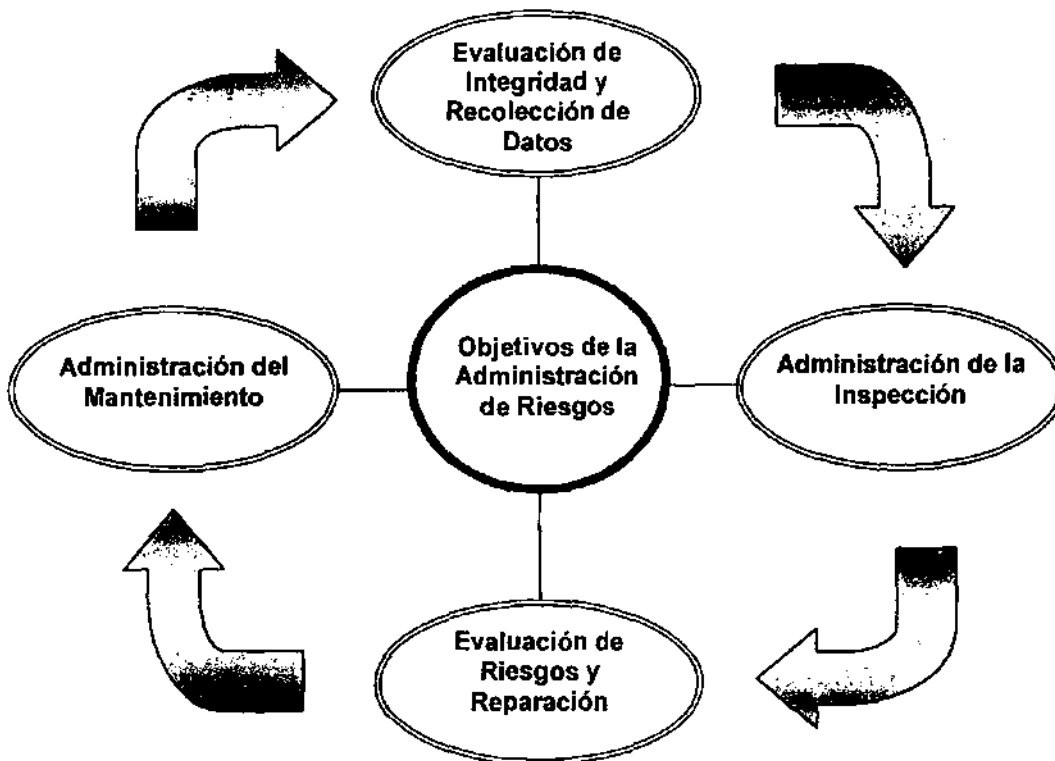 Evaluación de
Integridad y
Recolección de
Datos
Administración del
Mantenimiento
Objetivos de la
Administración
de Riesgos
Administración de la
Inspección
Evaluación de
Riesgos y
Reparación